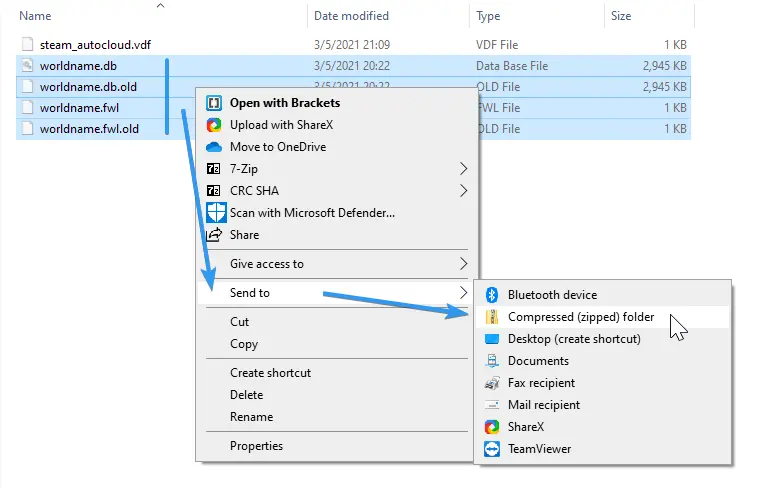 Name Date modified Type Size
steam_autocloud.vdf 3/5/2021 21:09 VDF File 1 KB
worldname.db 3/5/2021 20:22 Data Base File 2,945 KB
worldname.db.old 3/5/2021 20:22 OLD File 2,945 KB
worldname.fwl FWL File 1 KB
worldname.fwl.old OLD File 1 KB
Open with Brackets
Upload with ShareX
Move to OneDrive
7-Zip
CRC SHA
Scan with Microsoft Defender...
Share
Give access to
Send to
Cut
Copy
Create shortcut
Delete
Rename
Properties
Bluetooth device
Compressed (zipped) folder
Desktop (create shortcut)
Documents
Fax recipient
Mail recipient
ShareX
TeamViewer